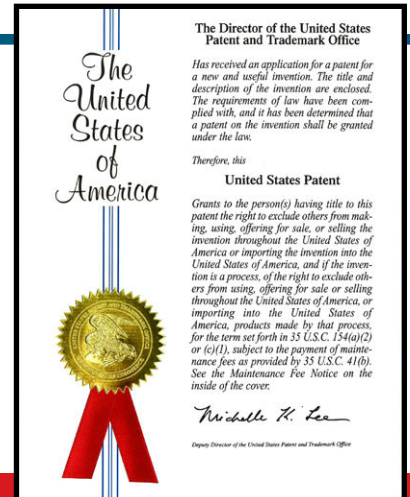 The
United
States
of
America
The Director of the United States
Patent and Trademark Office
Has received an application for a patent for
a new and useful invention. The title and
description of the invention are enclosed.
The requirements of law have been com-
plied with, and it has been determined that
a patent on the invention shall be granted
under the law.
Therefore, this
United States Patent
Grants to the person(s) having title to this
patent the right to exclude others from mak-
ing, using, offering for sale, or selling the
invention throughout the United States of
America or importing the invention into the
United States of America, and if the inven-
tion is a process, of the right to exclude oth-
ers from using, offering for sale or selling
throughout the United States of America, or
importing into the United States of
America, products made by that process,
for the term set forth in 35 U.S.C. 154(a)(2)
or (c)(1), subject to the payment of mainte-
nance fees as provided by 35 U.S.C. 41(b).
See the Maintenance Fee Notice on the
inside of the cover.
Michelle K. Lee
Deputy Director of the United States Patent and Trademark Office